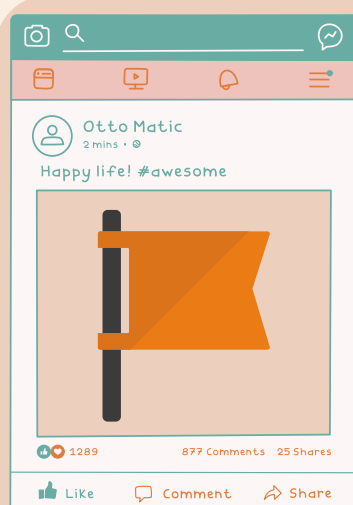 Otto Matic
2 mins •
Happy life! #awesome
1289 877 Comments 25 Shares
Like Comment Share